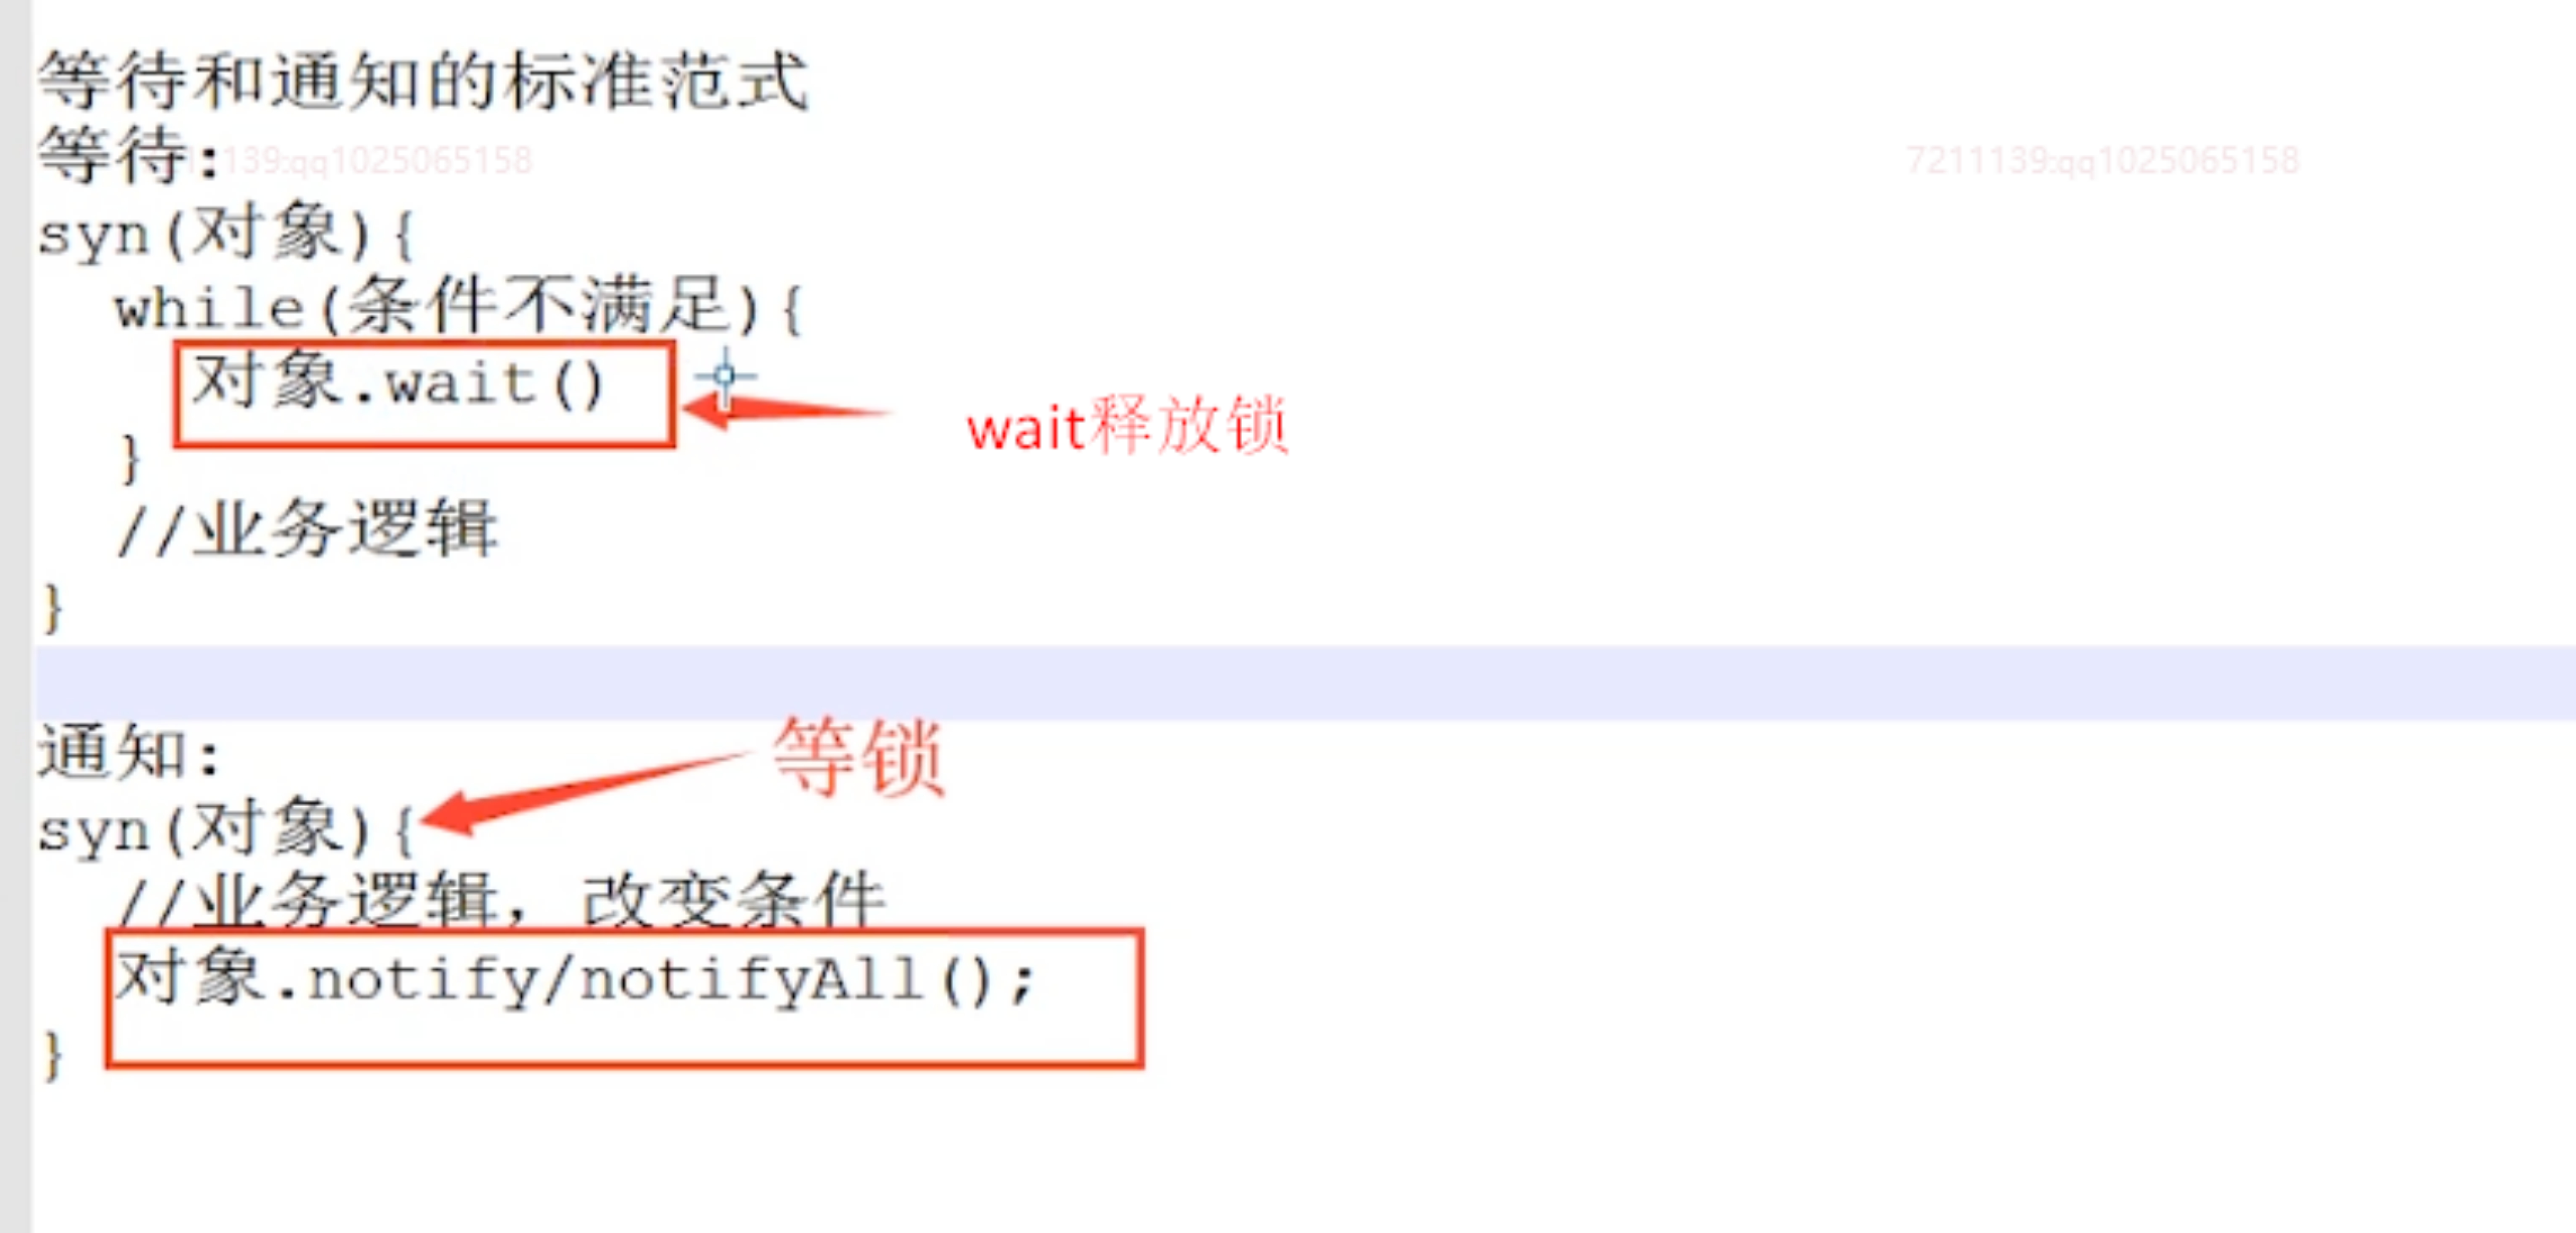 等待和通知的标准范式
等待:
139:qq1025065158
7211139:qq1025065158
syn(对象){
while(条件不满足){
对象.wait()
wait释放锁
}
//业务逻辑
}
通知:
等锁
syn(对象){
//业务逻辑，改变条件
对象.notify/notifyAll();
}